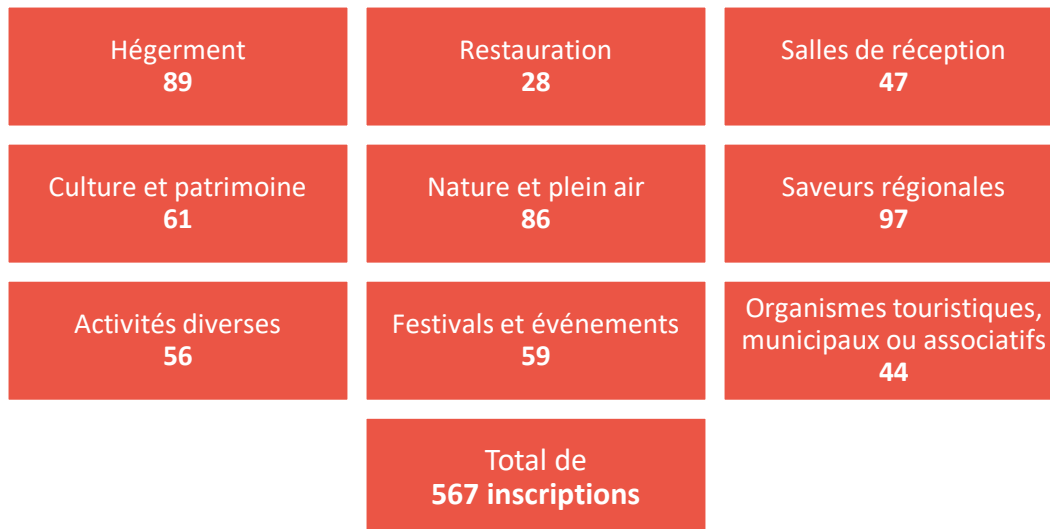 Hégerment
89
Restauration
28
Salles de réception
47
Culture et patrimoine
61
Nature et plein air
86
Saveurs régionales
97
Activités diverses
56
Festivals et événements
59
Organismes touristiques,
municipaux ou associatifs
44
Total de
567 inscriptions